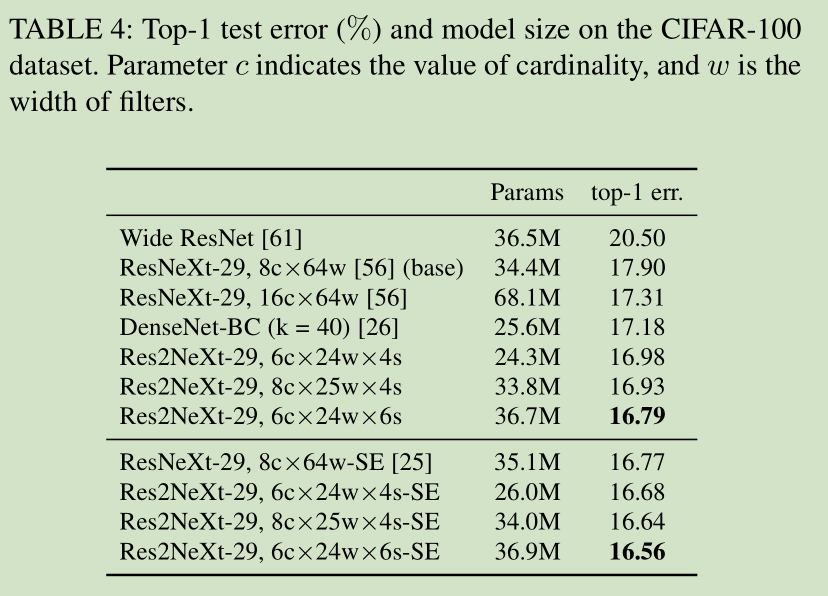 TABLE 4: Top-1 test error (%) and model size on the CIFAR-100
dataset. Parameter c indicates the value of cardinality, and w is the
width of filters.
Params top-1 err.
Wide ResNet [61] 36.5M 20.50
ResNeXt-29, 8c×64w [56] (base) 34.4M 17.90
ResNeXt-29, 16c×64w [56] 68.1M 17.31
DenseNet-BC (k = 40) [26] 25.6M 17.18
Res2NeXt-29, 6c×24w×4s 24.3M 16.98
Res2NeXt-29, 8c×25w×4s 33.8M 16.93
Res2NeXt-29, 6c×24w×6s 36.7M 16.79
ResNeXt-29, 8c×64w-SE [25] 35.1M 16.77
Res2NeXt-29, 6c×24w×4s-SE 26.0M 16.68
Res2NeXt-29, 8c×25w×4s-SE 34.0M 16.64
Res2NeXt-29, 6c×24w×6s-SE 36.9M 16.56